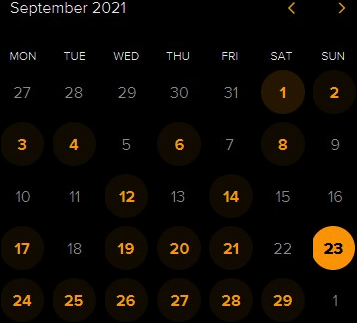 September 2021
MON TUE WED THU FRI SAT SUN
27 28 29 30 31 1 2
3 4 5 6 7 8 9
10 11 12 13 14 15 16
17 18 19 20 21 22 23
24 25 26 27 28 29 1